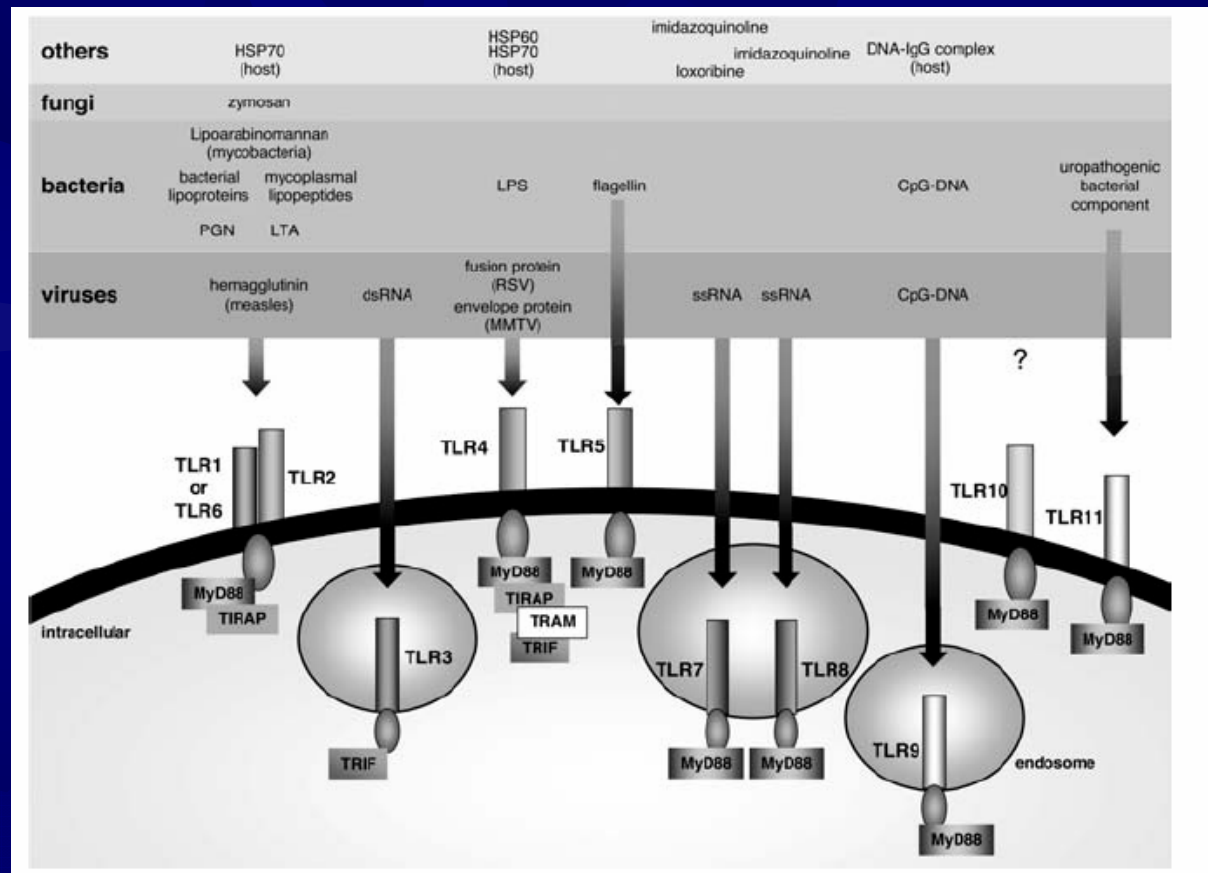 others
HSP70
(host)
HSP60
HSP70
(host)
imidazoquinoline
imidazoquinoline
loxoribine
DNA-IgG complex
(host)
fungi
zymosan
bacteria
Lipoarabinomannan
(mycobacteria)
bacterial
lipoproteins
mycoplasmal
lipopeptides
PGN
LTA
LPS
flagellin
CpG-DNA
uropathogenic
bacterial
component
viruses
hemagglutinin
(measles)
dsRNA
fusion protein
(RSV)
envelope protein
(MMTV)
ssRNA
ssRNA
CpG-DNA
?
TLR1
or
TLR6
TLR2
TLR4
TLR5
TLR10
TLR11
MyD88
TIRAP
MyD88
TIRAP
TRAM
TRIF
MyD88
MyD88
MyD88
intracellular
TLR3
TRIF
TLR7
TLR8
MyD88
MyD88
TLR9
endosome
MyD88